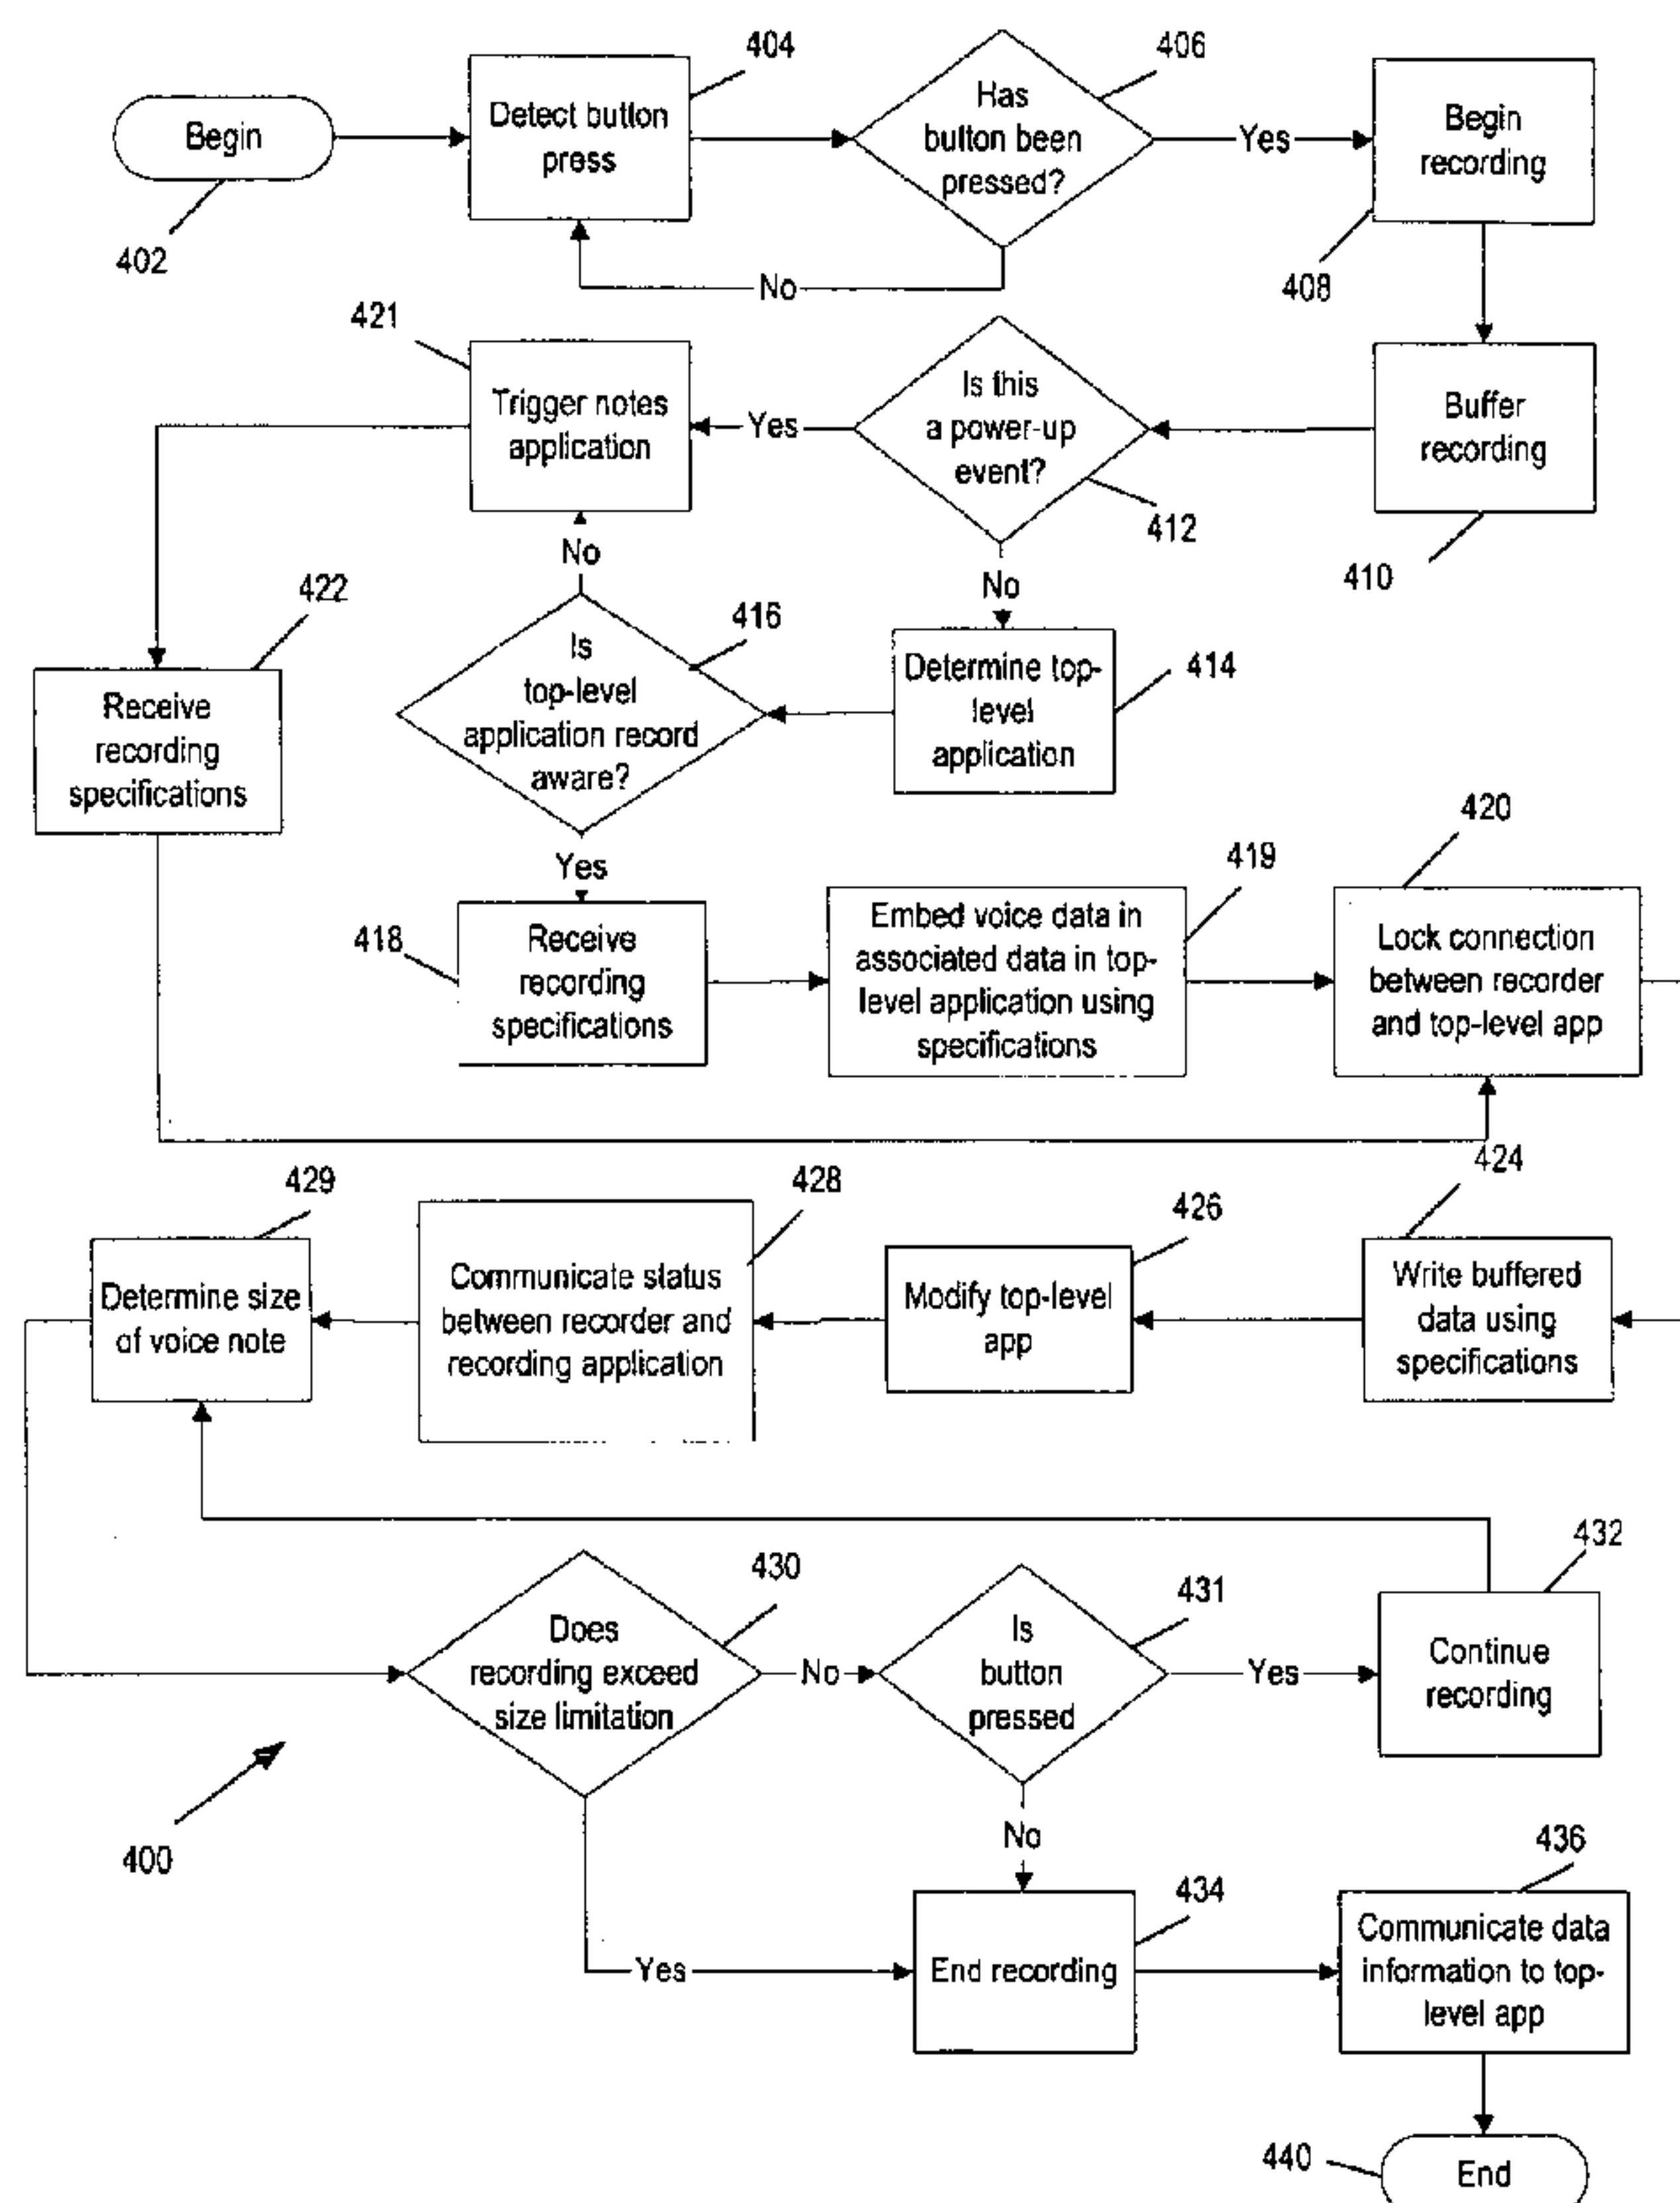 404
406
Begin
Detect button
press
Has
button been
pressed?
Yes
Begin
recording
402
No
408
421
Trigger notes
application
Yes
Is this
a power-up
event?
Buffer
recording
412
410
No
No
422
416
Is
top-level
application record
aware?
Determine top-
level
application
414
Receive
recording
specifications
Yes
420
419
418
Receive
recording
specifications
Embed voice data in
associated data in top-
level application using
specifications
Lock connection
between recorder
and top-level app
424
429
428
426
Determine size
of voice note
Communicate status
between recorder and
recording application
Modify top-level
app
Write buffered
data using
specifications
432
430
431
Does
recording exceed
size limitation
No
Is
button
pressed
Yes
Continue
recording
400
No
436
434
Yes
End recording
Communicate data
information to top-
level app
440
End